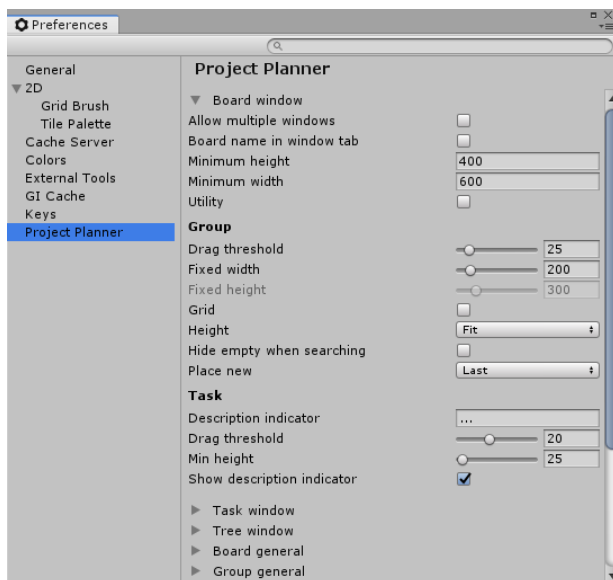 Preferences
General
2D
Grid Brush
Tile Palette
Cache Server
Colors
External Tools
GI Cache
Keys
Project Planner
Project Planner
Board window
Allow multiple windows
Board name in window tab
Minimum height 400
Minimum width 600
Utility
Group
Drag threshold 25
Fixed width 200
Fixed height 300
Grid
Height Fit
Hide empty when searching
Place new Last
Task
Description indicator ...
Drag threshold 20
Min height 25
Show description indicator
Task window
Tree window
Board general
Group general